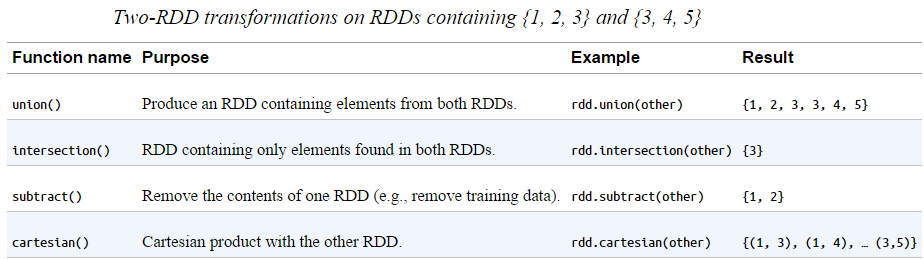 Two-RDD transformations on RDDs containing {1, 2, 3} and {3, 4, 5}
Function name Purpose Example Result
union() Produce an RDD containing elements from both RDDs. rdd.union(other) {1, 2, 3, 3, 4, 5}
intersection() RDD containing only elements found in both RDDs. rdd.intersection(other) {3}
subtract() Remove the contents of one RDD (e.g., remove training data). rdd.subtract(other) {1, 2}
cartesian() Cartesian product with the other RDD. rdd.cartesian(other) {(1, 3), (1, 4), … (3,5)}